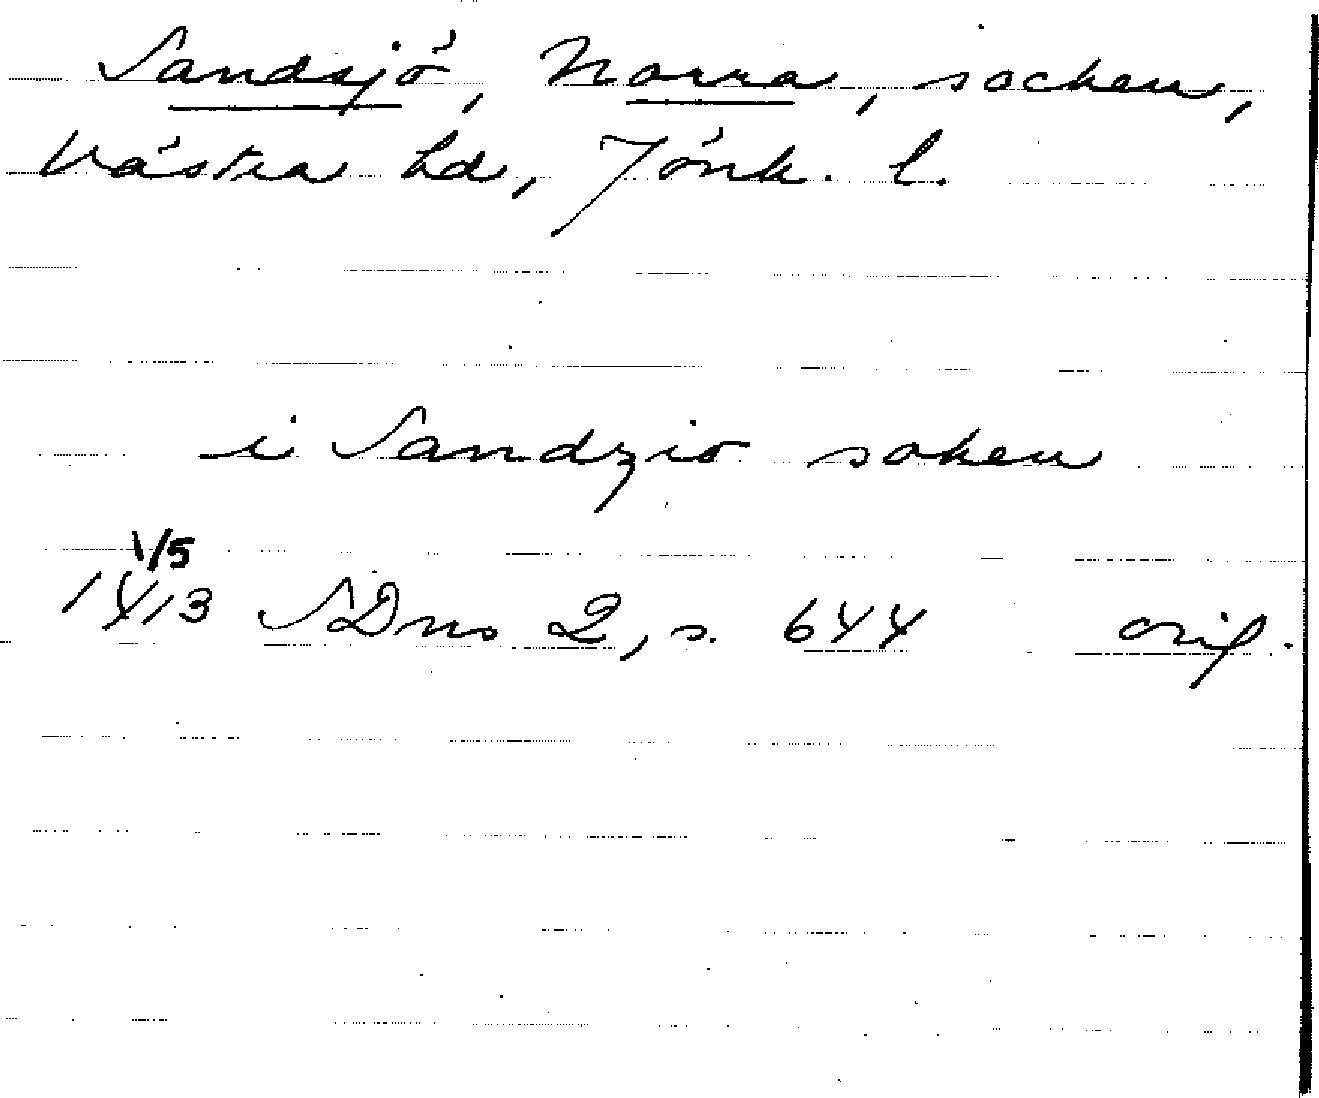 Sandsjö, Norra, socken,
Västra hd, Jönk. l.
i Sandzio soken
1/5
1413 SDns 2, s. 644 orig.